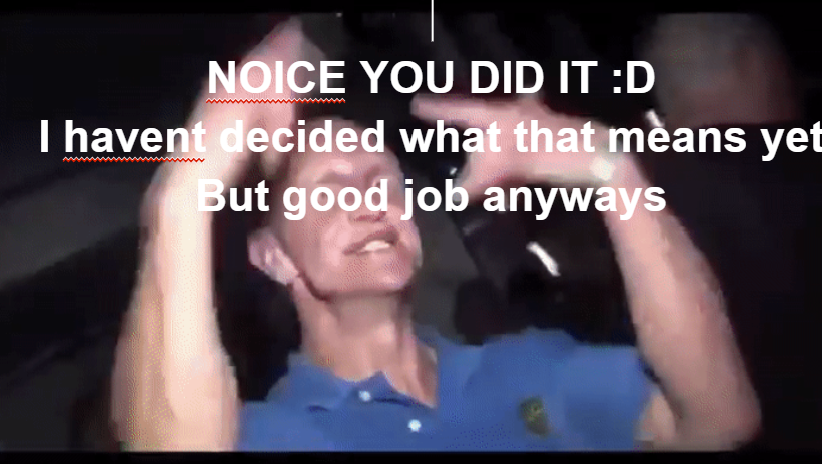 NOICE YOU DID IT :D
I havent decided what that means yet
But good job anyways